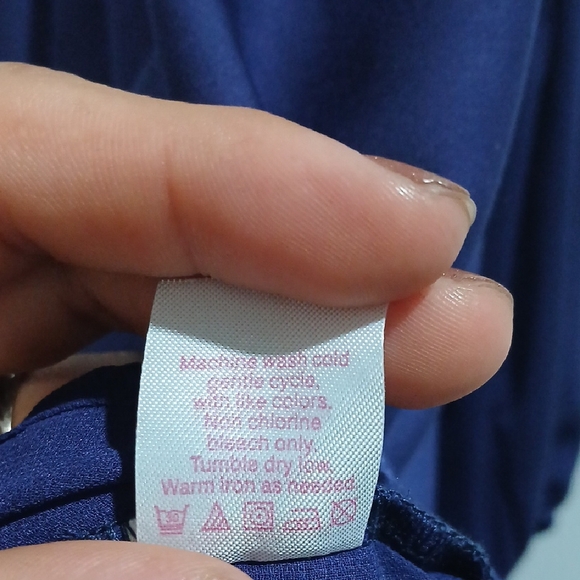 Machine wash cold
gentle cycle,
with like colors.
Non chlorine
bleach only.
Tumble dry low.
Warm iron as needed.
30